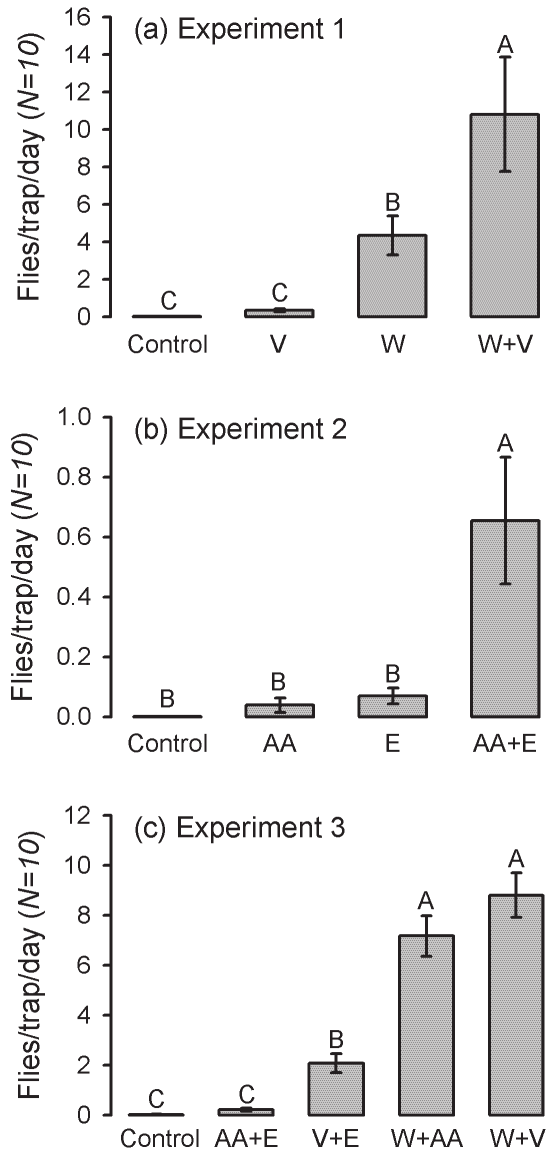 (a) Experiment 1
Flies/trap/day (N=10)
16
14
12
10
8
6
4
2
0
C
C
B
A
Control V W W+V
(b) Experiment 2
Flies/trap/day (N=10)
1.0
0.8
0.6
0.4
0.2
0.0
B
B
B
A
Control AA E AA+E
(c) Experiment 3
Flies/trap/day (N=10)
12
10
8
6
4
2
0
C
C
B
A
A
Control AA+E V+E W+AA W+V